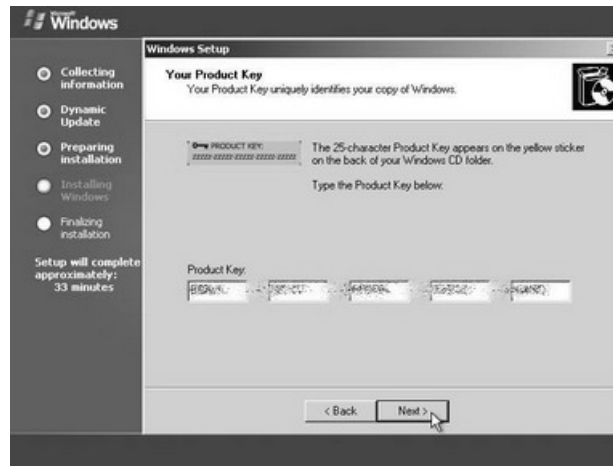 Microsoft
Windows
Windows Setup
Collecting
information
Dynamic
Update
Preparing
installation
Installing
Windows
Finalizing
installation
Setup will complete
approximately:
33 minutes
Your Product Key
Your Product Key uniquely identifies your copy of Windows.
PRODUCT KEY:
The 25-character Product Key appears on the yellow sticker
on the back of your Windows CD folder.
Type the Product Key below:
Product Key:
< Back
Next >